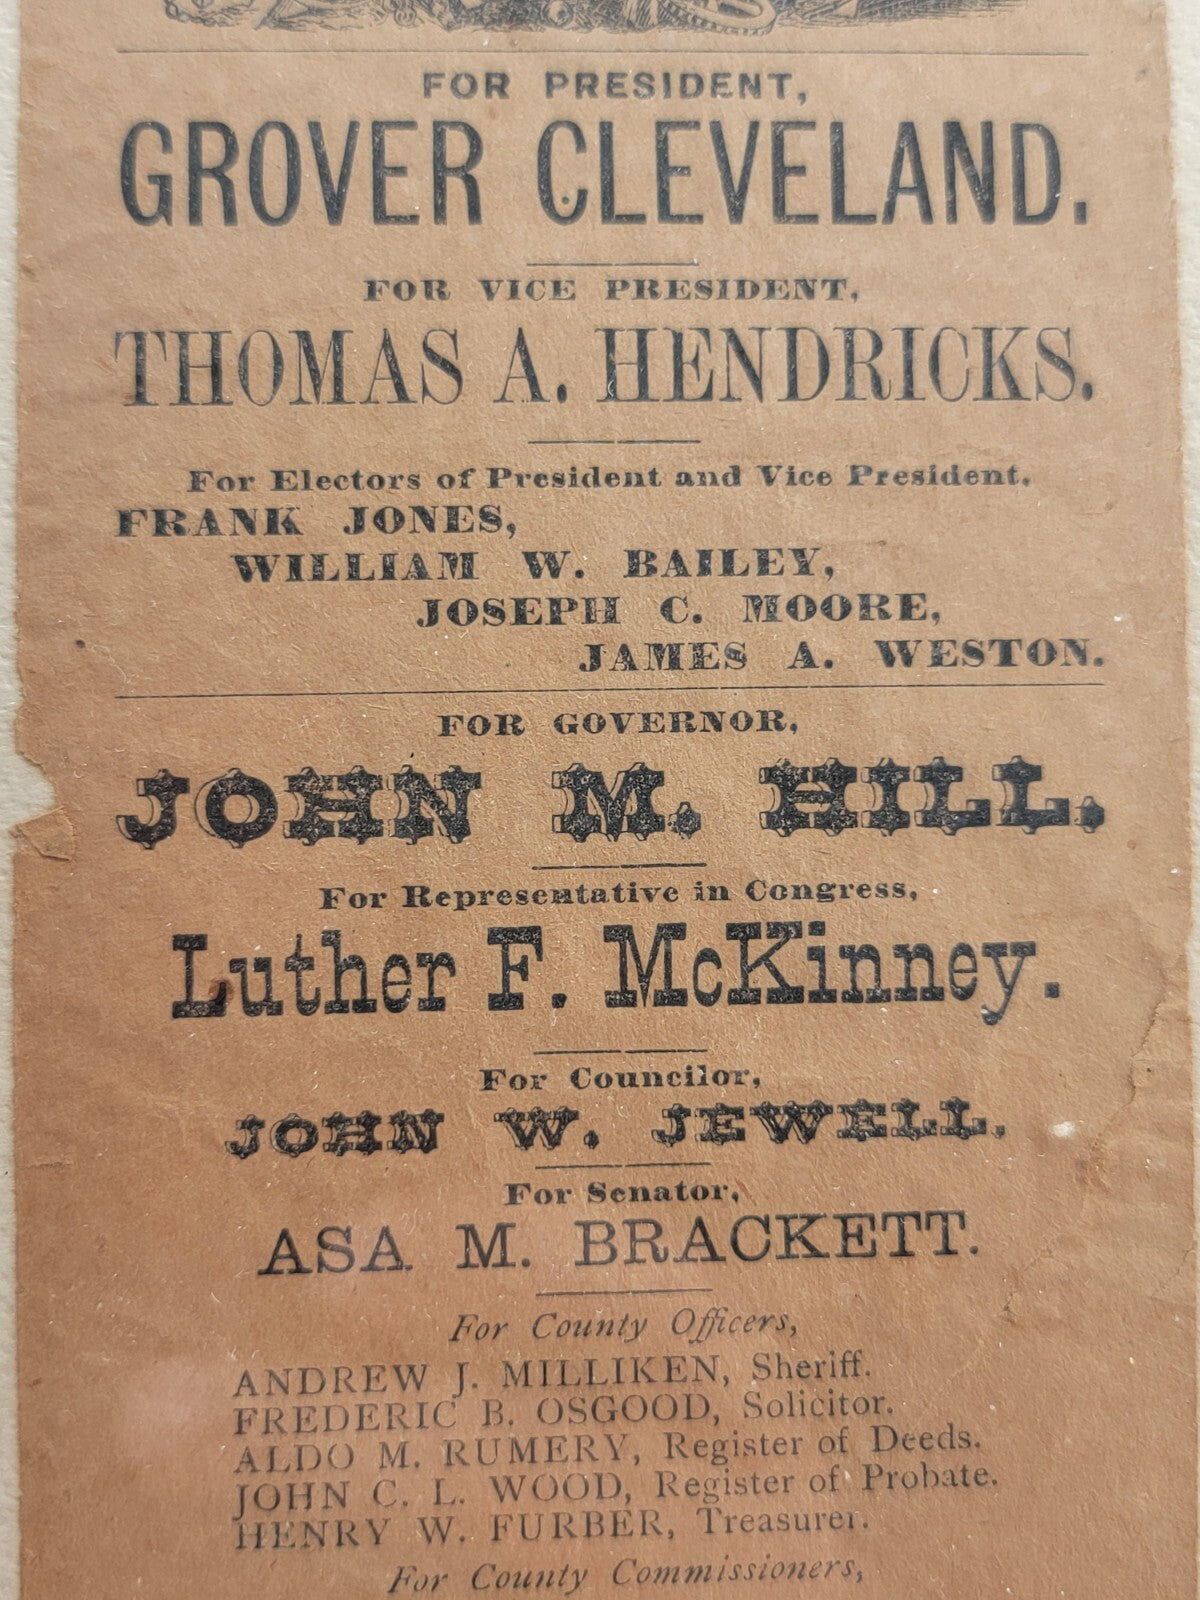 FOR PRESIDENT,
GROVER CLEVELAND.
FOR VICE PRESIDENT,
THOMAS A. HENDRICKS.
For Electors of President and Vice President.
FRANK JONES,
WILLIAM W. BAILEY,
JOSEPH C. MOORE,
JAMES A. WESTON.
FOR GOVERNOR,
JOHN M. HILL.
For Representative in Congress,
Luther F. McKinney.
For Councilor,
JOHN W. JEWELL.
For Senator,
ASA M. BRACKETT.
For County Officers,
ANDREW J. MILLIKEN, Sheriff.
FREDERIC B. OSGOOD, Solicitor.
ALDO M. RUMERY, Register of Deeds.
JOHN C. L. WOOD, Register of Probate.
HENRY W. FURBER, Treasurer.
For County Commissioners,